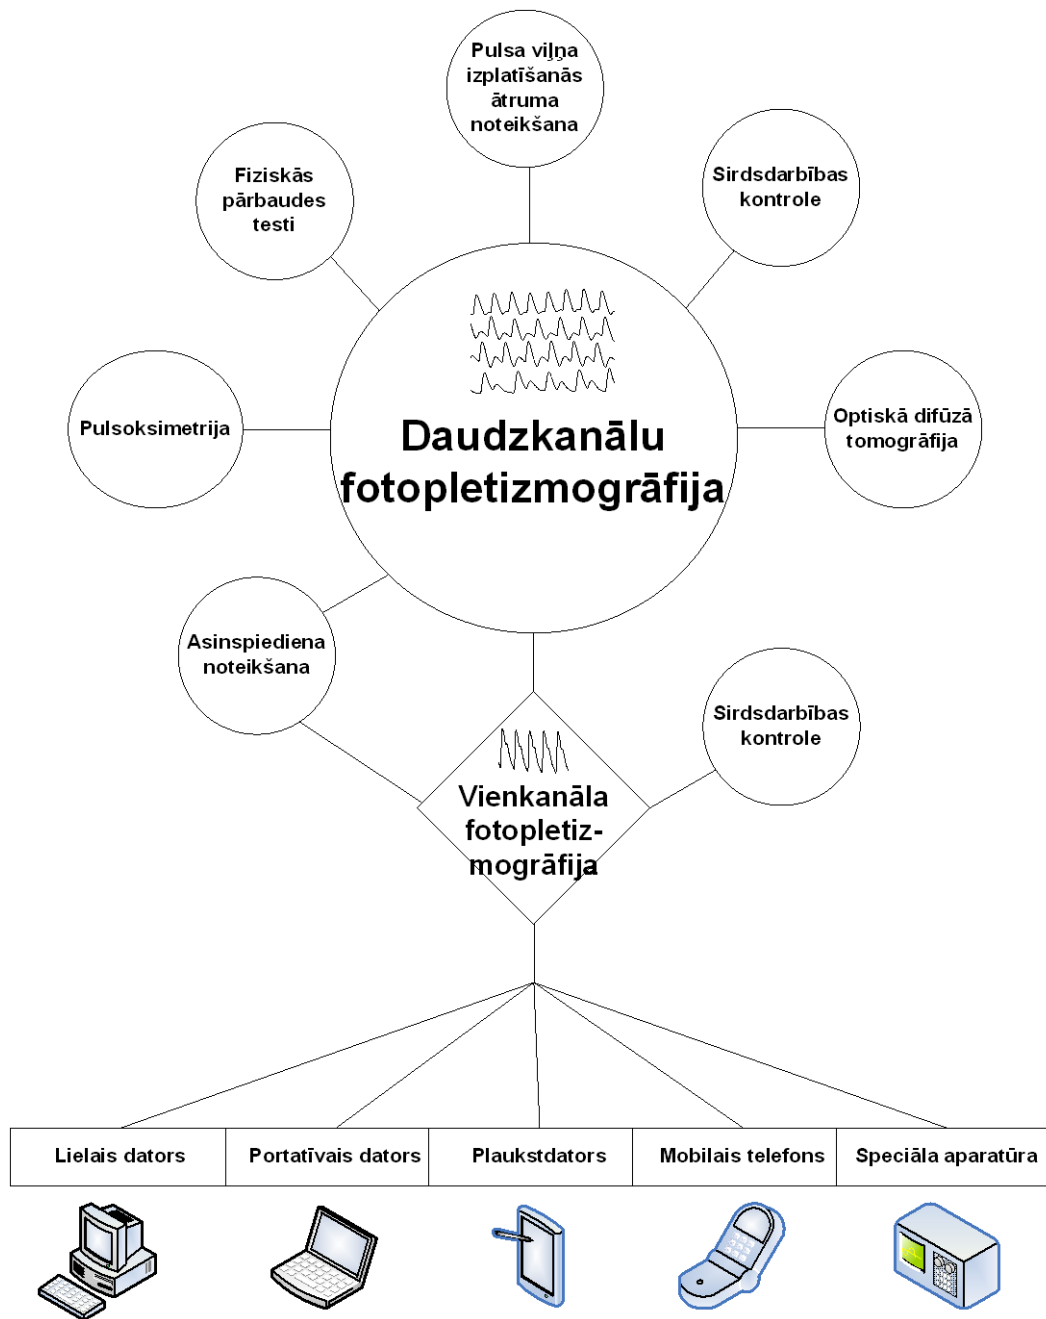 Pulsa viļņa
izplatīšanās
ātruma
noteikšana
Fiziskās
pārbaudes
testi
Sirdsdarbības
kontrole
Pulsoksimetrija
Daudzkanālu
fotopletizmogrāfija
Optiskā difūzā
tomogrāfija
Asinspiediena
noteikšana
Sirdsdarbības
kontrole
Vienkanāla
fotopletiz-
mogrāfija
Lielais dators
Portatīvais dators
Plaukstdators
Mobilais telefons
Speciāla aparatūra